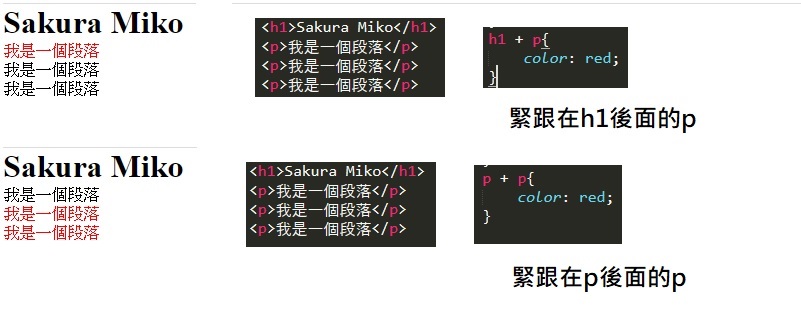 Sakura Miko
我是一個段落
我是一個段落
我是一個段落
<h1>Sakura Miko</h1>
<p>我是一個段落</p>
<p>我是一個段落</p>
<p>我是一個段落</p>
h1 + p{
color: red;
}
緊跟在h1後面的p
Sakura Miko
我是一個段落
我是一個段落
我是一個段落
<h1>Sakura Miko</h1>
<p>我是一個段落</p>
<p>我是一個段落</p>
<p>我是一個段落</p>
p + p{
color: red;
}
緊跟在p後面的p